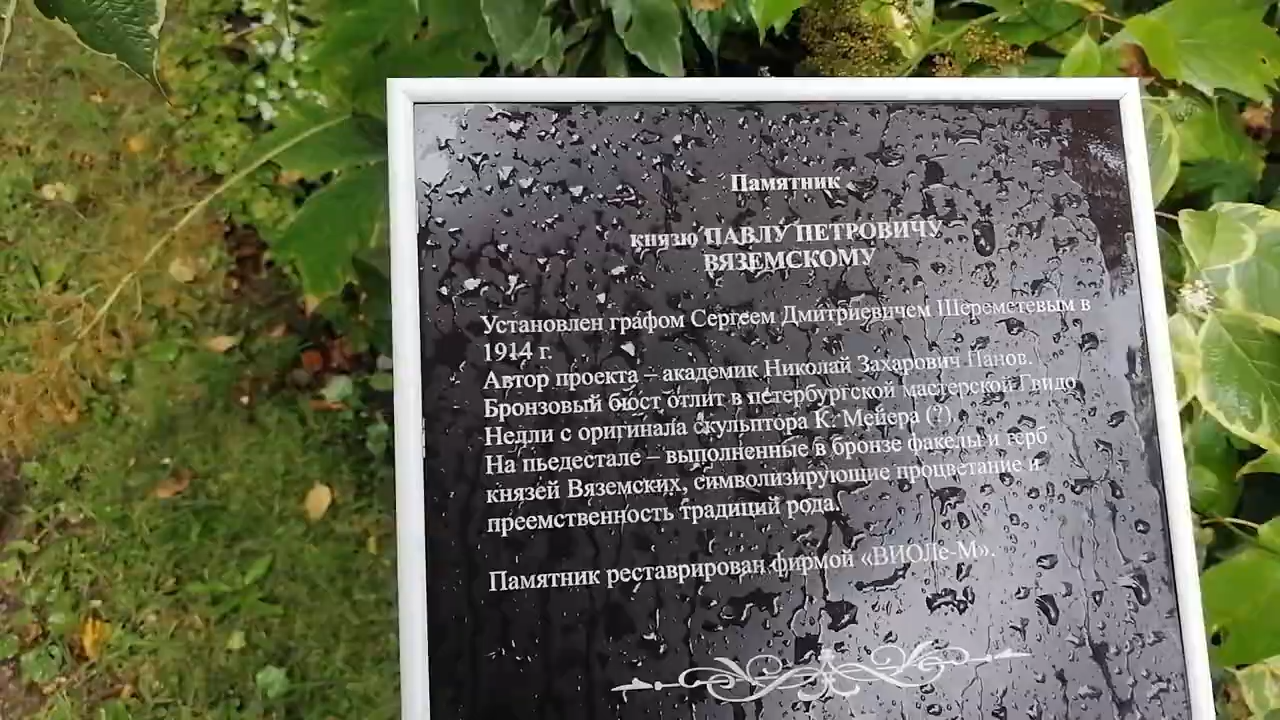 Памятник
князю ПАВЛУ ПЕТРОВИЧУ
ВЯЗЕМСКОМУ
Установлен графом Сергеем Дмитриевичем Шереметевым в
1914 г.
Автор проекта – академик Николай Захарович Панов.
Бронзовый бюст отлит в петербургской мастерской Гвидо
Недли с оригинала скульптора К. Мейера (?).
На пьедестале – выполненные в бронзе факелы и герб
князей Вяземских, символизирующие процветание и
преемственность традиций рода.
Памятник реставрирован фирмой «ВИОЛе-М».